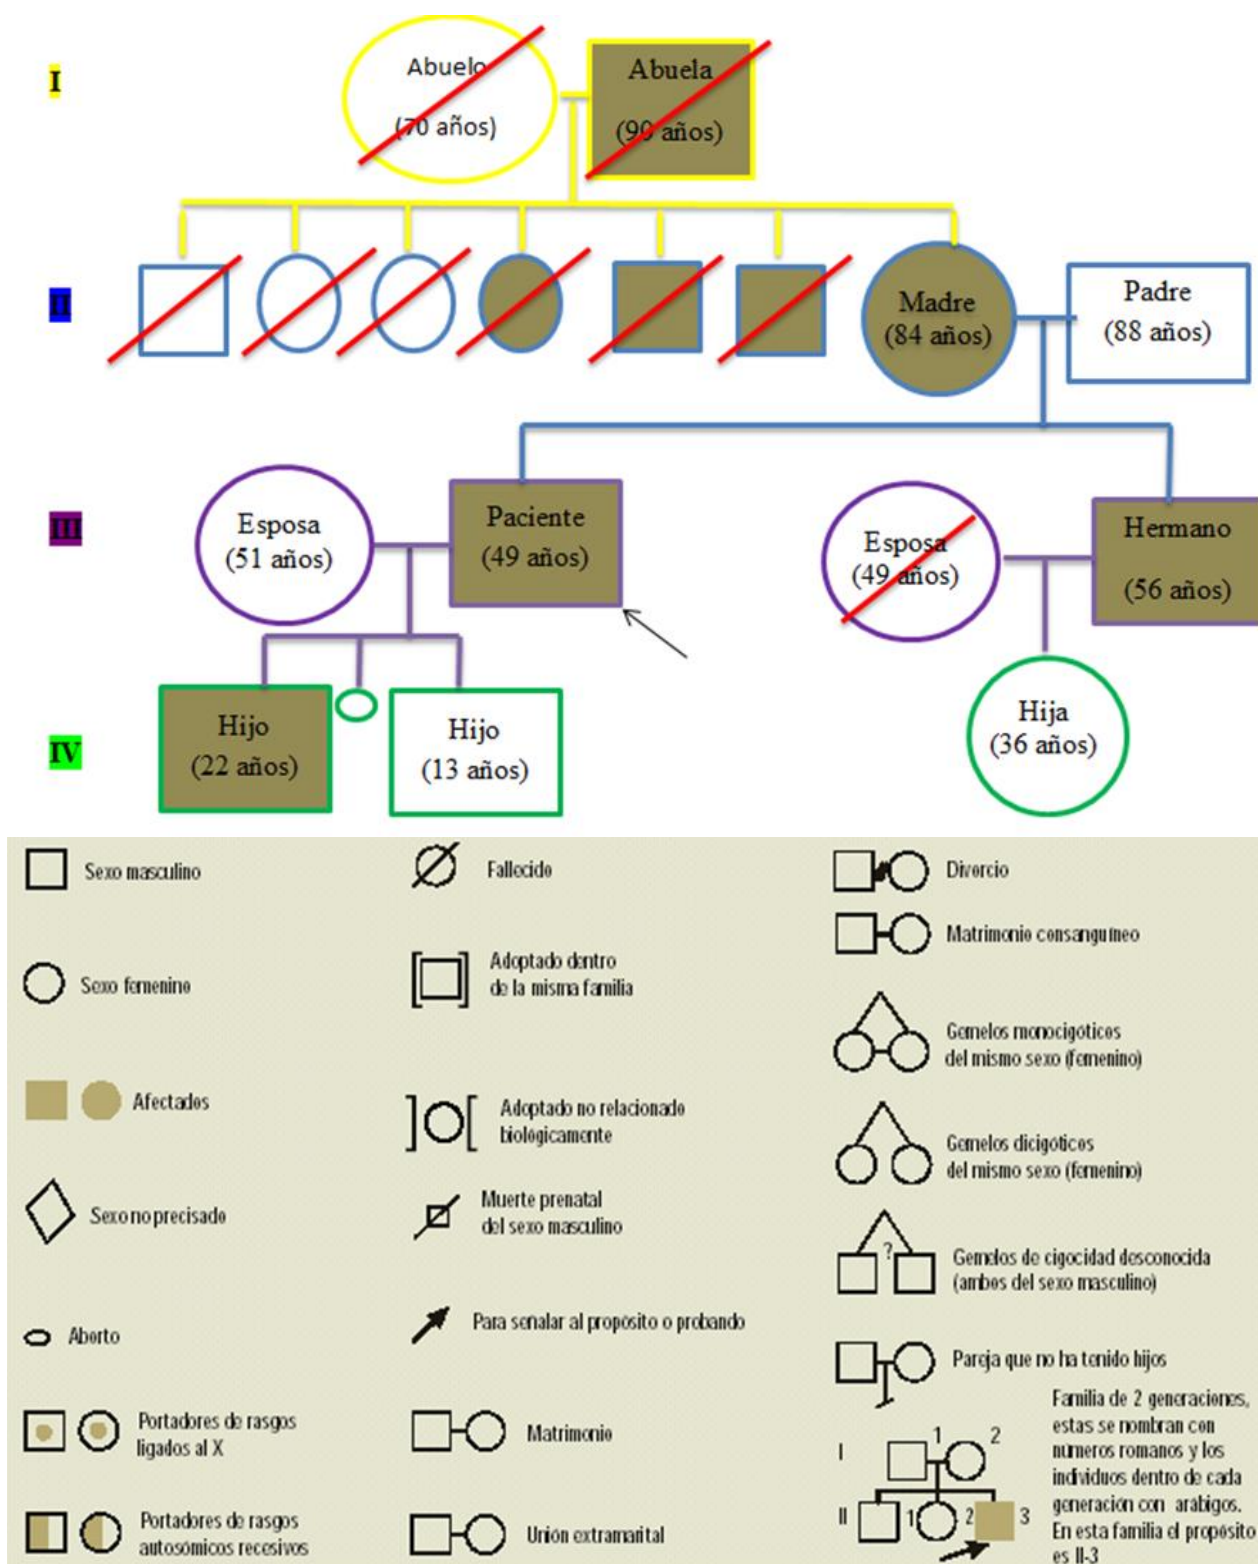 I
Abuelo
(70 años)
Abuela
(90 años)
II
Madre
(84 años)
Padre
(88 años)
III
Esposa
(51 años)
Paciente
(49 años)
Esposa
(49 años)
Hermano
(56 años)
IV
Hijo
(22 años)
Hijo
(13 años)
Hija
(36 años)
Sexo masculino
Sexo femenino
Afectados
Sexo no precisado
Aborto
Portadores de rasgos
ligados al X
Portadores de rasgos
autosómicos recesivos
Fallecido
Adoptado dentro
de la misma familia
Adoptado no relacionado
biológicamente
Muerte prenatal
del sexo masculino
Para señalar al propósito o probando
Matrimonio
Unión extramarital
Divorcio
Matrimonio consanguíneo
Gemelos monocigóticos
del mismo sexo (femenino)
Gemelos dicigóticos
del mismo sexo (femenino)
?
Gemelos de cigocidad desconocida
(ambos del sexo masculino)
Pareja que no ha tenido hijos
I 1 2
II 1 2 3
Familia de 2 generaciones,
estas se nombran con
números romanos y los
individuos dentro de cada
generación con arábigos.
En esta familia el propósito
es II-3